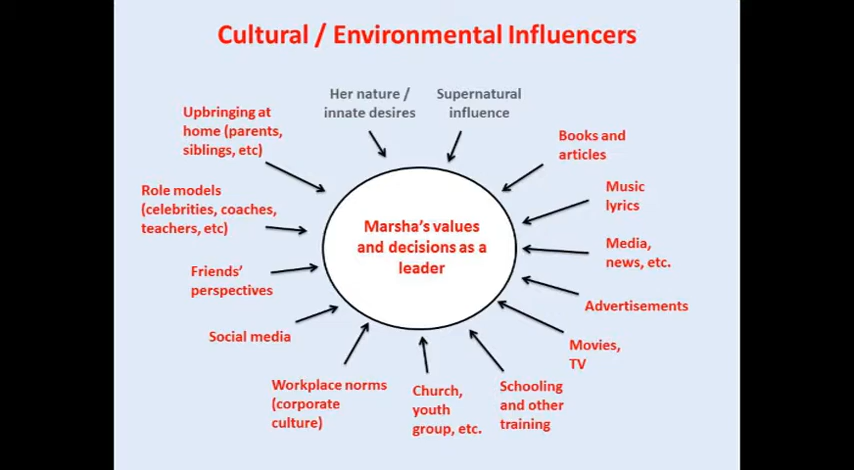 Cultural / Environmental Influencers
Her nature /
innate desires
Supernatural
influence
Upbringing at
home (parents,
siblings, etc)
Books and
articles
Role models
(celebrities, coaches,
teachers, etc)
Music
lyrics
Marsha's values
and decisions as a
leader
Media,
news, etc.
Friends'
perspectives
Advertisements
Social media
Movies,
TV
Workplace norms
(corporate
culture)
Church,
youth
group, etc.
Schooling
and other
training